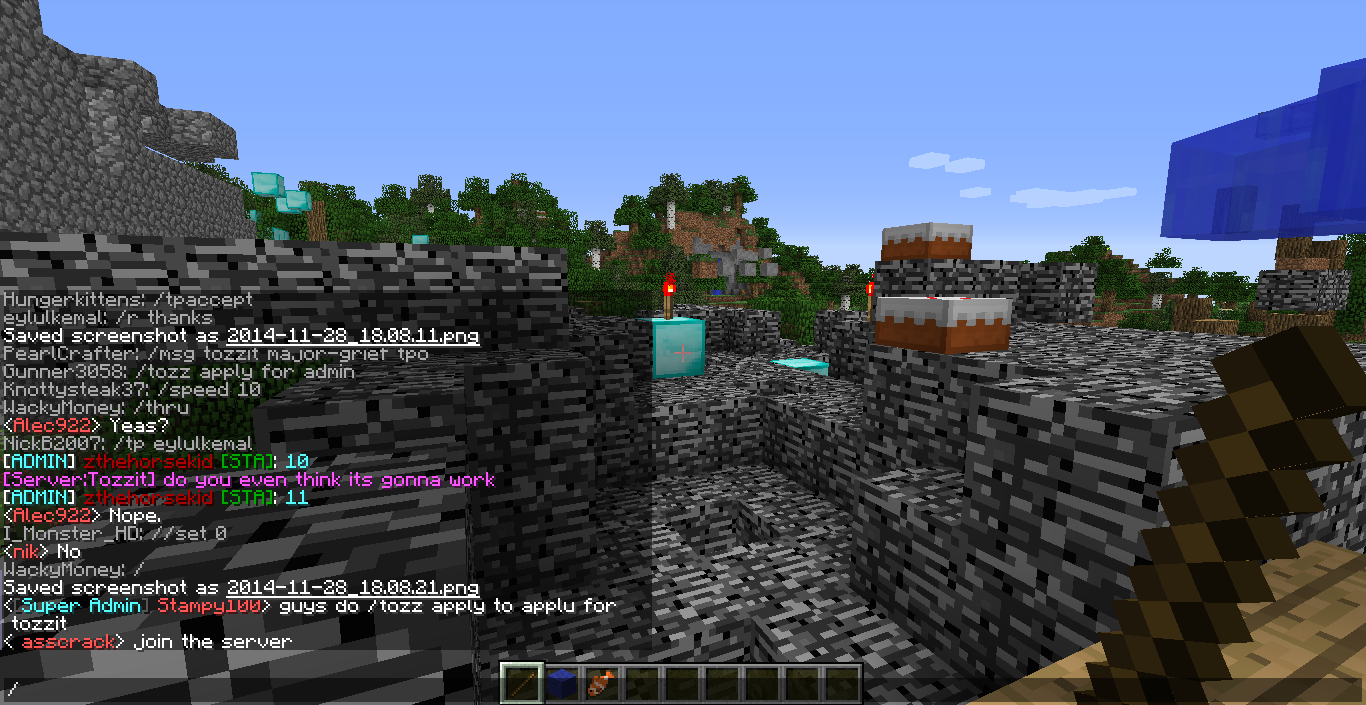 Hungerkittens: /tpaccept
eylulkemal: /r thanks
Saved screenshot as 2014-11-28_18.08.11.png
PearlCrafter: /msg tozzit major-grief tpo
Gunner3058: /tozz apply for admin
Knottysteak37: /speed 10
WackyMoney: /thru
<Alec922> Yeas?
NickB2007: /tp eylulkemal
[ADMIN] zthehorsekid [STA]: 10
[Server:Tozzit] do you even think its gonna work
[ADMIN] zthehorsekid [STA]: 11
<Alec922> Nope.
I_Monster_HD: //set 0
<nik> No
WackyMoney: /
Saved screenshot as 2014-11-28_18.08.21.png
<[Super Admin] Stampy100> guys do /tozz apply to applu for
tozzit
< asscrack> join the server
/